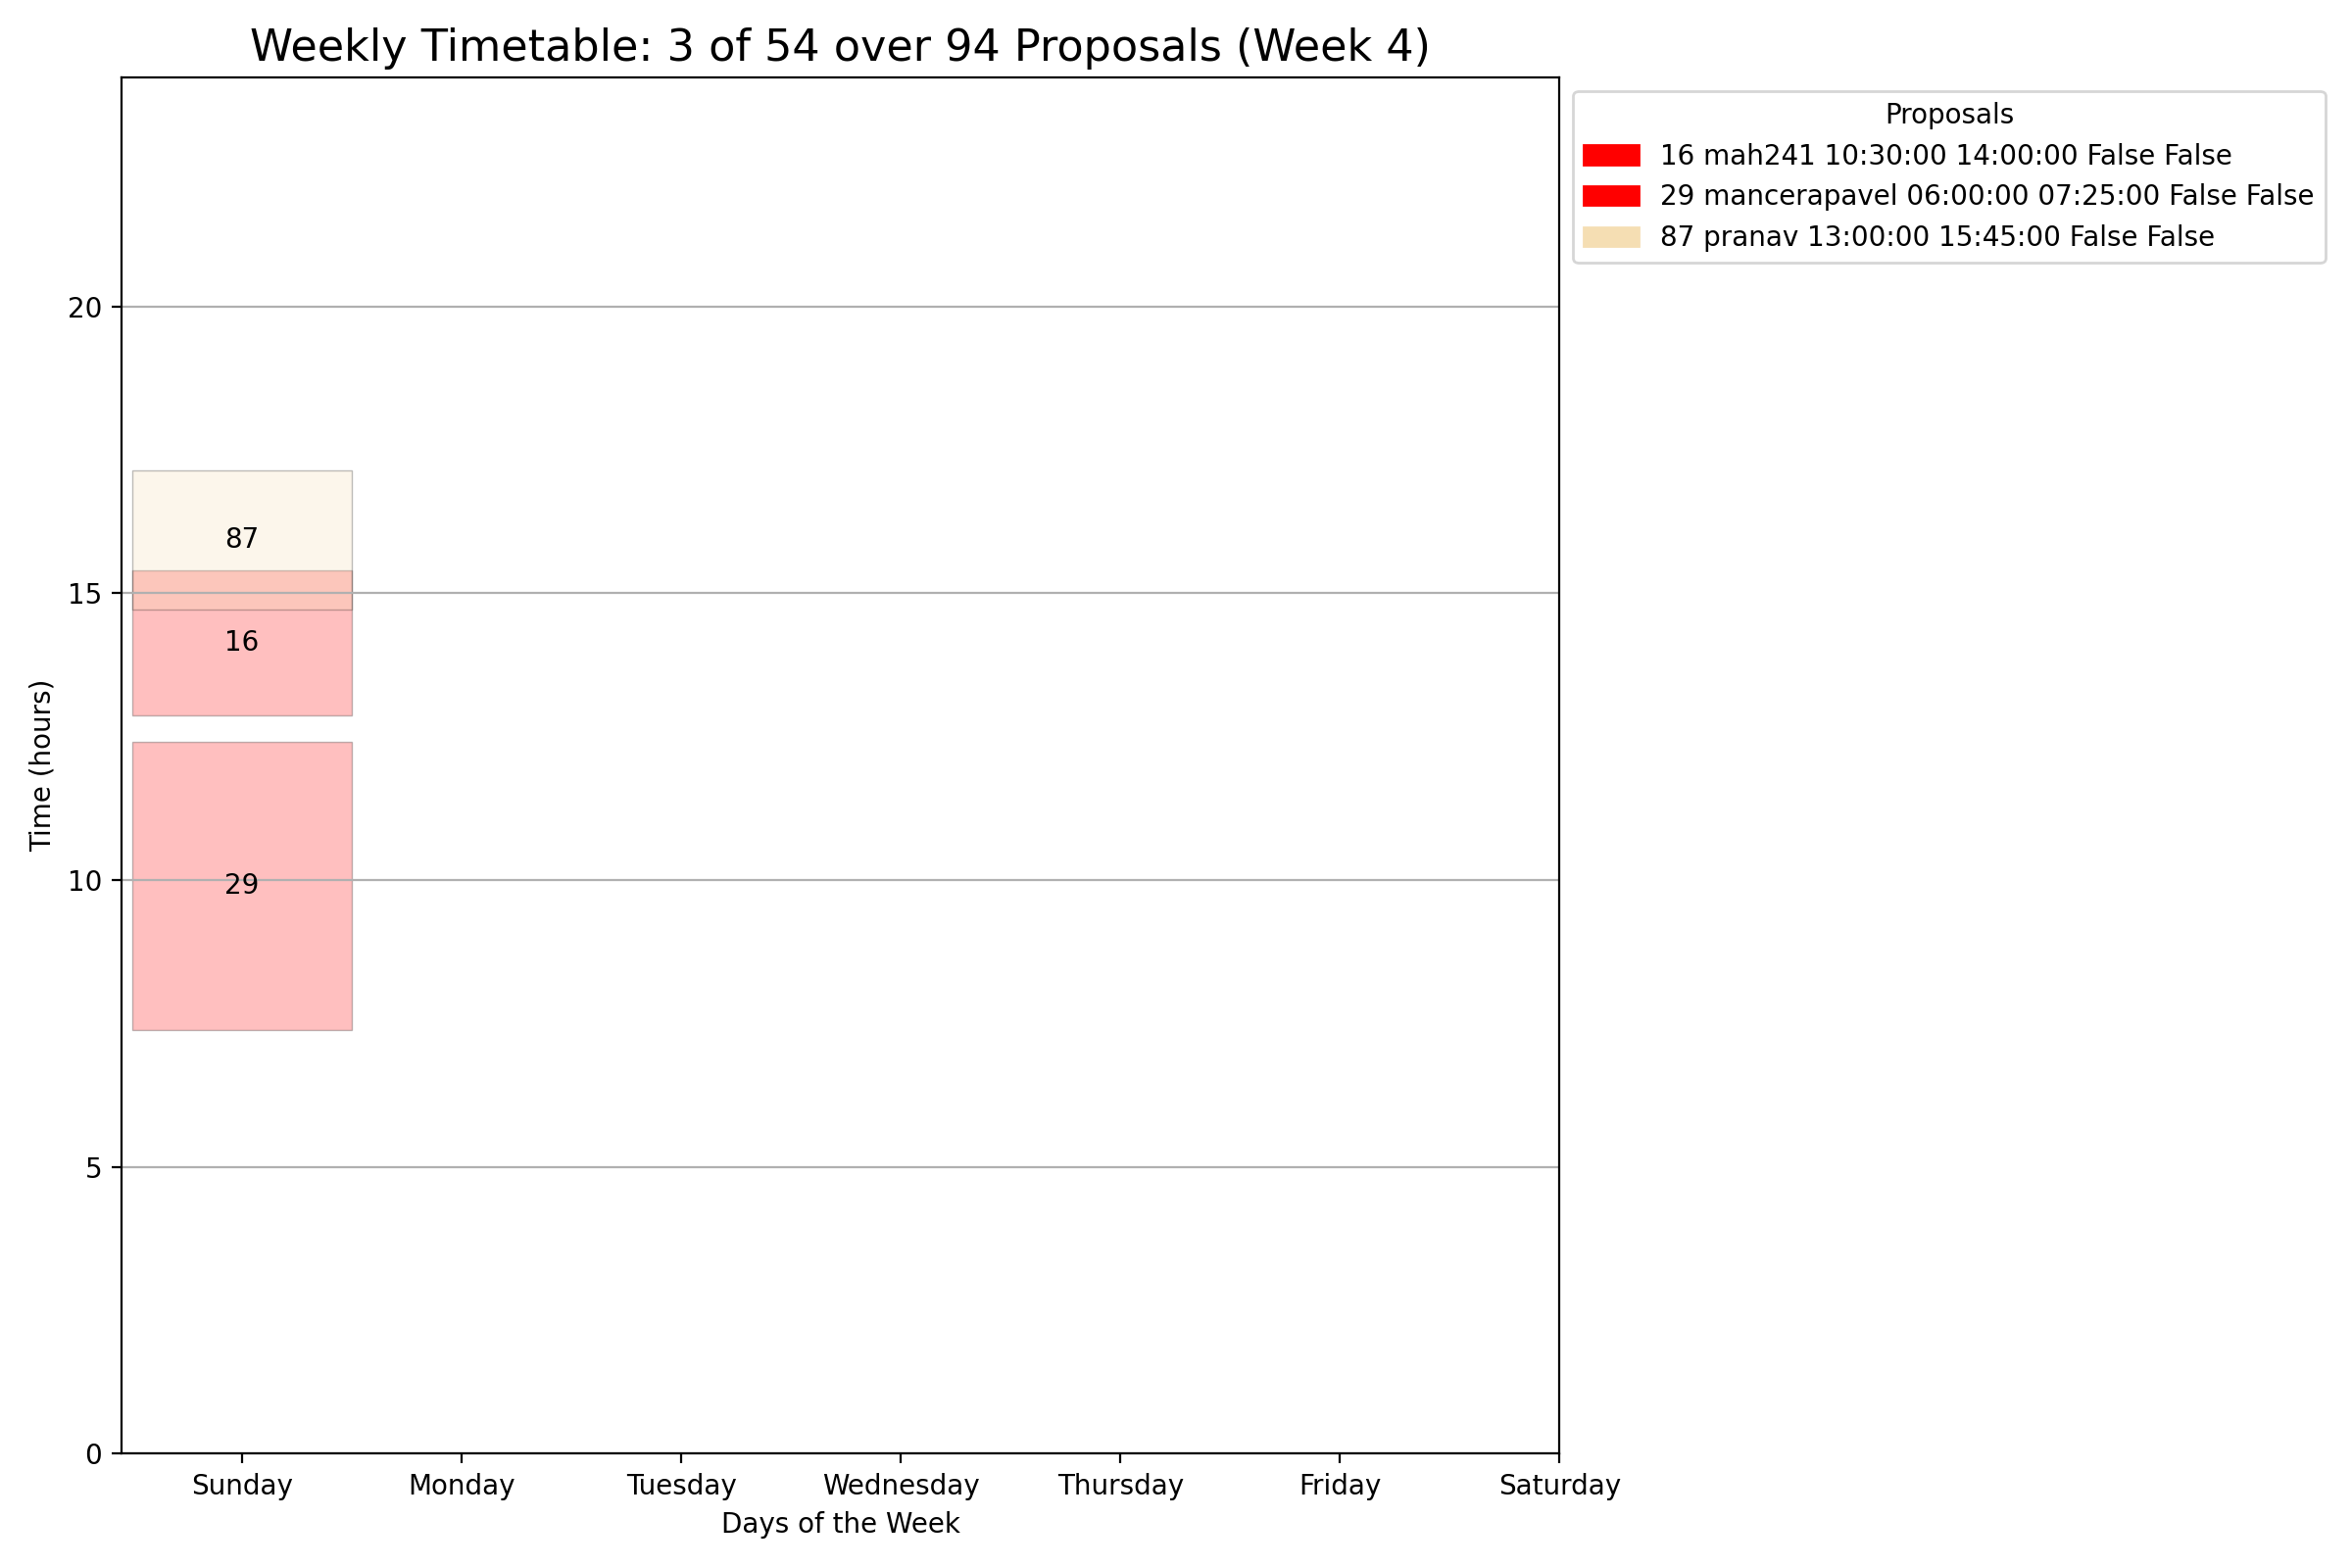 Weekly Timetable: 3 of 54 over 94 Proposals (Week 4)
Proposals
16 mah241 10:30:00 14:00:00 False False
29 mancerapavel 06:00:00 07:25:00 False False
87 pranav 13:00:00 15:45:00 False False
20
87
15
16
Time (hours)
10
29
5
0
Sunday Monday Tuesday Wednesday Thursday Friday Saturday
Days of the Week